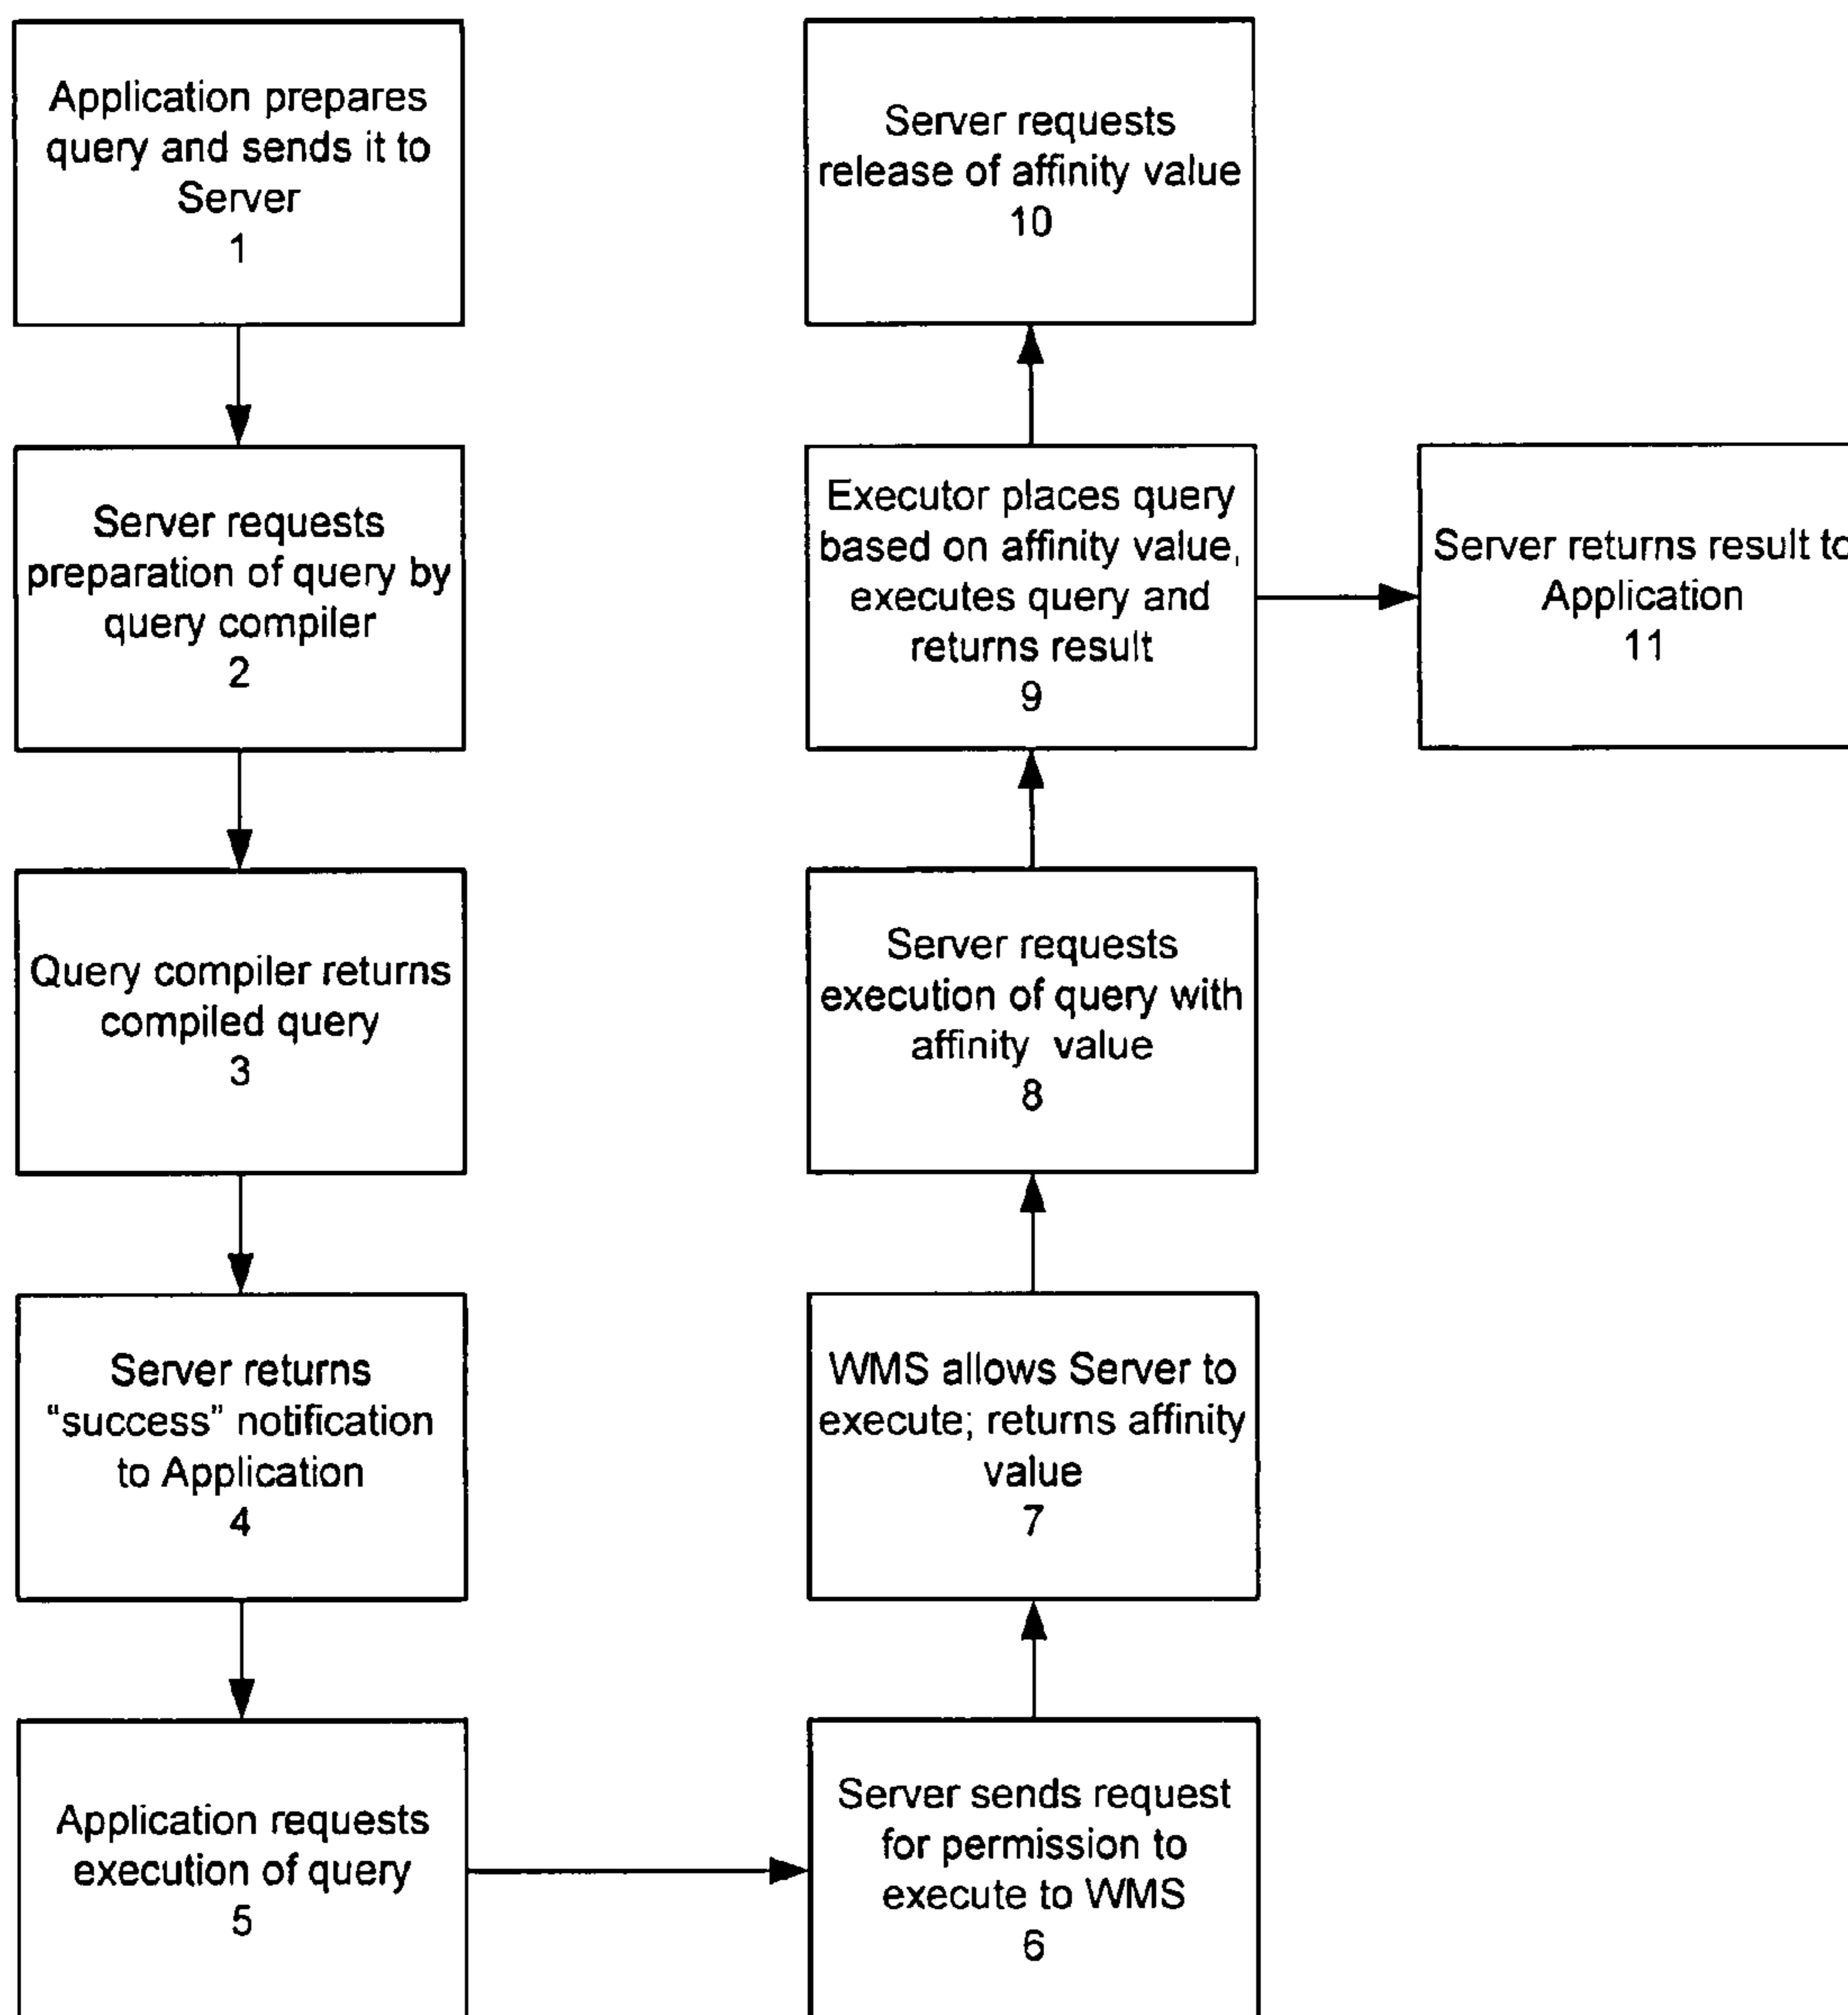 Application prepares
query and sends it to
Server
1
Server requests
preparation of query by
query compiler
2
Query compiler returns
compiled query
3
Server returns
“success” notification
to Application
4
Application requests
execution of query
5
Server sends request
for permission to
execute to WMS
6
WMS allows Server to
execute; returns affinity
value
7
Server requests
execution of query with
affinity value
8
Executor places query
based on affinity value,
executes query and
returns result
9
Server requests
release of affinity value
10
Server returns result to
Application
11